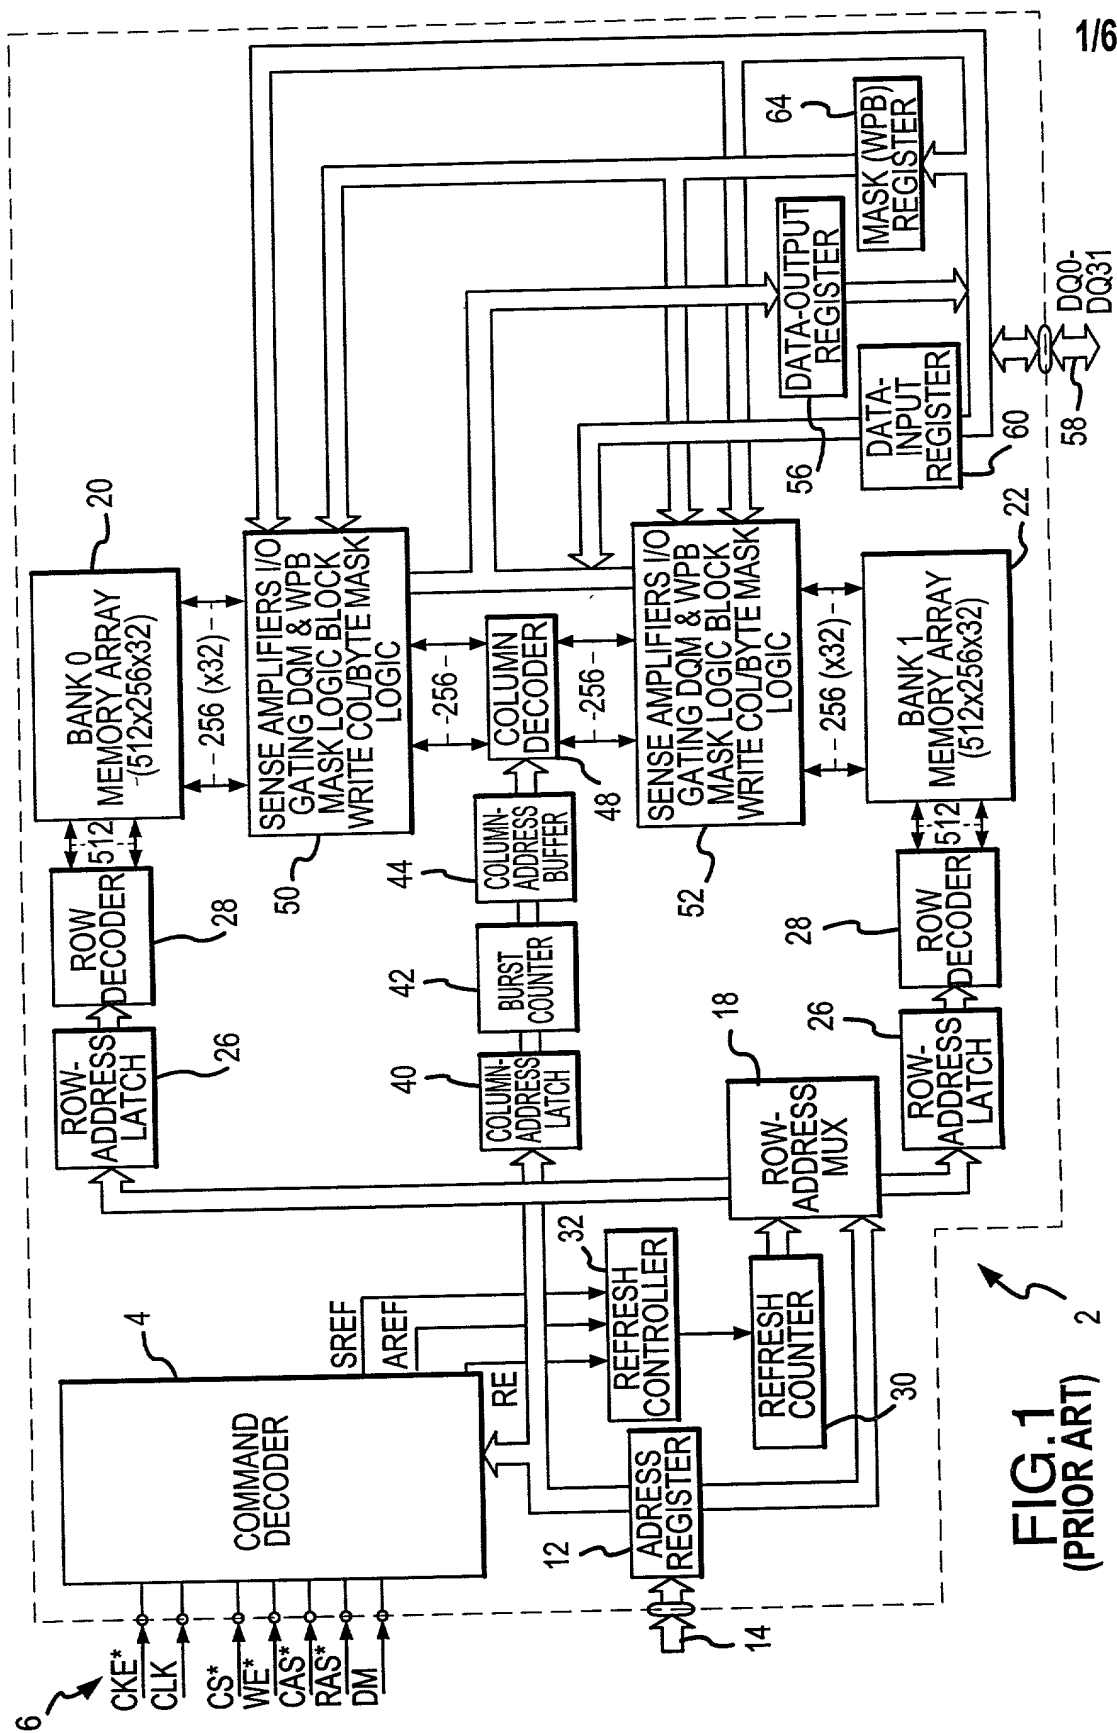 1/6
6
CKE*
CLK
CS*
WE*
CAS*
RAS*
DM
4
COMMAND
DECODER
SREF
AREF
RE
14
12
ADRESS
REGISTER
32
REFRESH
CONTROLLER
REFRESH
COUNTER
30
18
ROW-
ADDRESS
MUX
ROW-
ADDRESS
LATCH
26
ROW
DECODER
28
512
BANK 0
MEMORY ARRAY
(512x256x32)
20
256 (x32)
SENSE AMPLIFIERS I/O
GATING DQM & WPB
MASK LOGIC BLOCK
WRITE COL/BYTE MASK
LOGIC
50
256
40
COLUMN-
ADDRESS
LATCH
42
BURST
COUNTER
44
COLUMN-
ADDRESS
BUFFER
COLUMN
DECODER
48
256
SENSE AMPLIFIERS I/O
GATING DQM & WPB
MASK LOGIC BLOCK
WRITE COL/BYTE MASK
LOGIC
52
256 (x32)
26
ROW-
ADDRESS
LATCH
28
ROW
DECODER
512
BANK 1
MEMORY ARRAY
(512x256x32)
22
DATA-OUTPUT
REGISTER
56
DATA-
INPUT
REGISTER
60
64
MASK (WPB)
REGISTER
DQ0-
DQ31
58
2
FIG.1
(PRIOR ART)